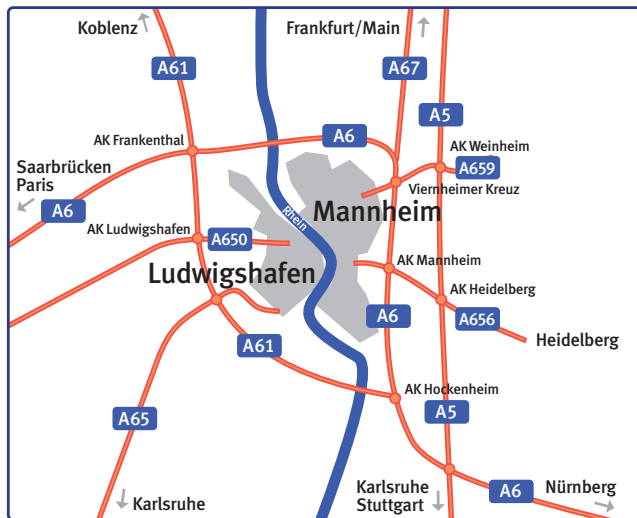 Koblenz
Frankfurt/Main
A61
A67
A5
AK Frankenthal
A6
AK Weinheim
A659
Saarbrücken
Paris
Viernheimer Kreuz
A6
Rhein
Mannheim
AK Ludwigshafen
A650
Ludwigshafen
AK Mannheim
AK Heidelberg
A6
A656
Heidelberg
A61
AK Hockenheim
A65
A5
Karlsruhe
Karlsruhe
Stuttgart
A6
Nürnberg